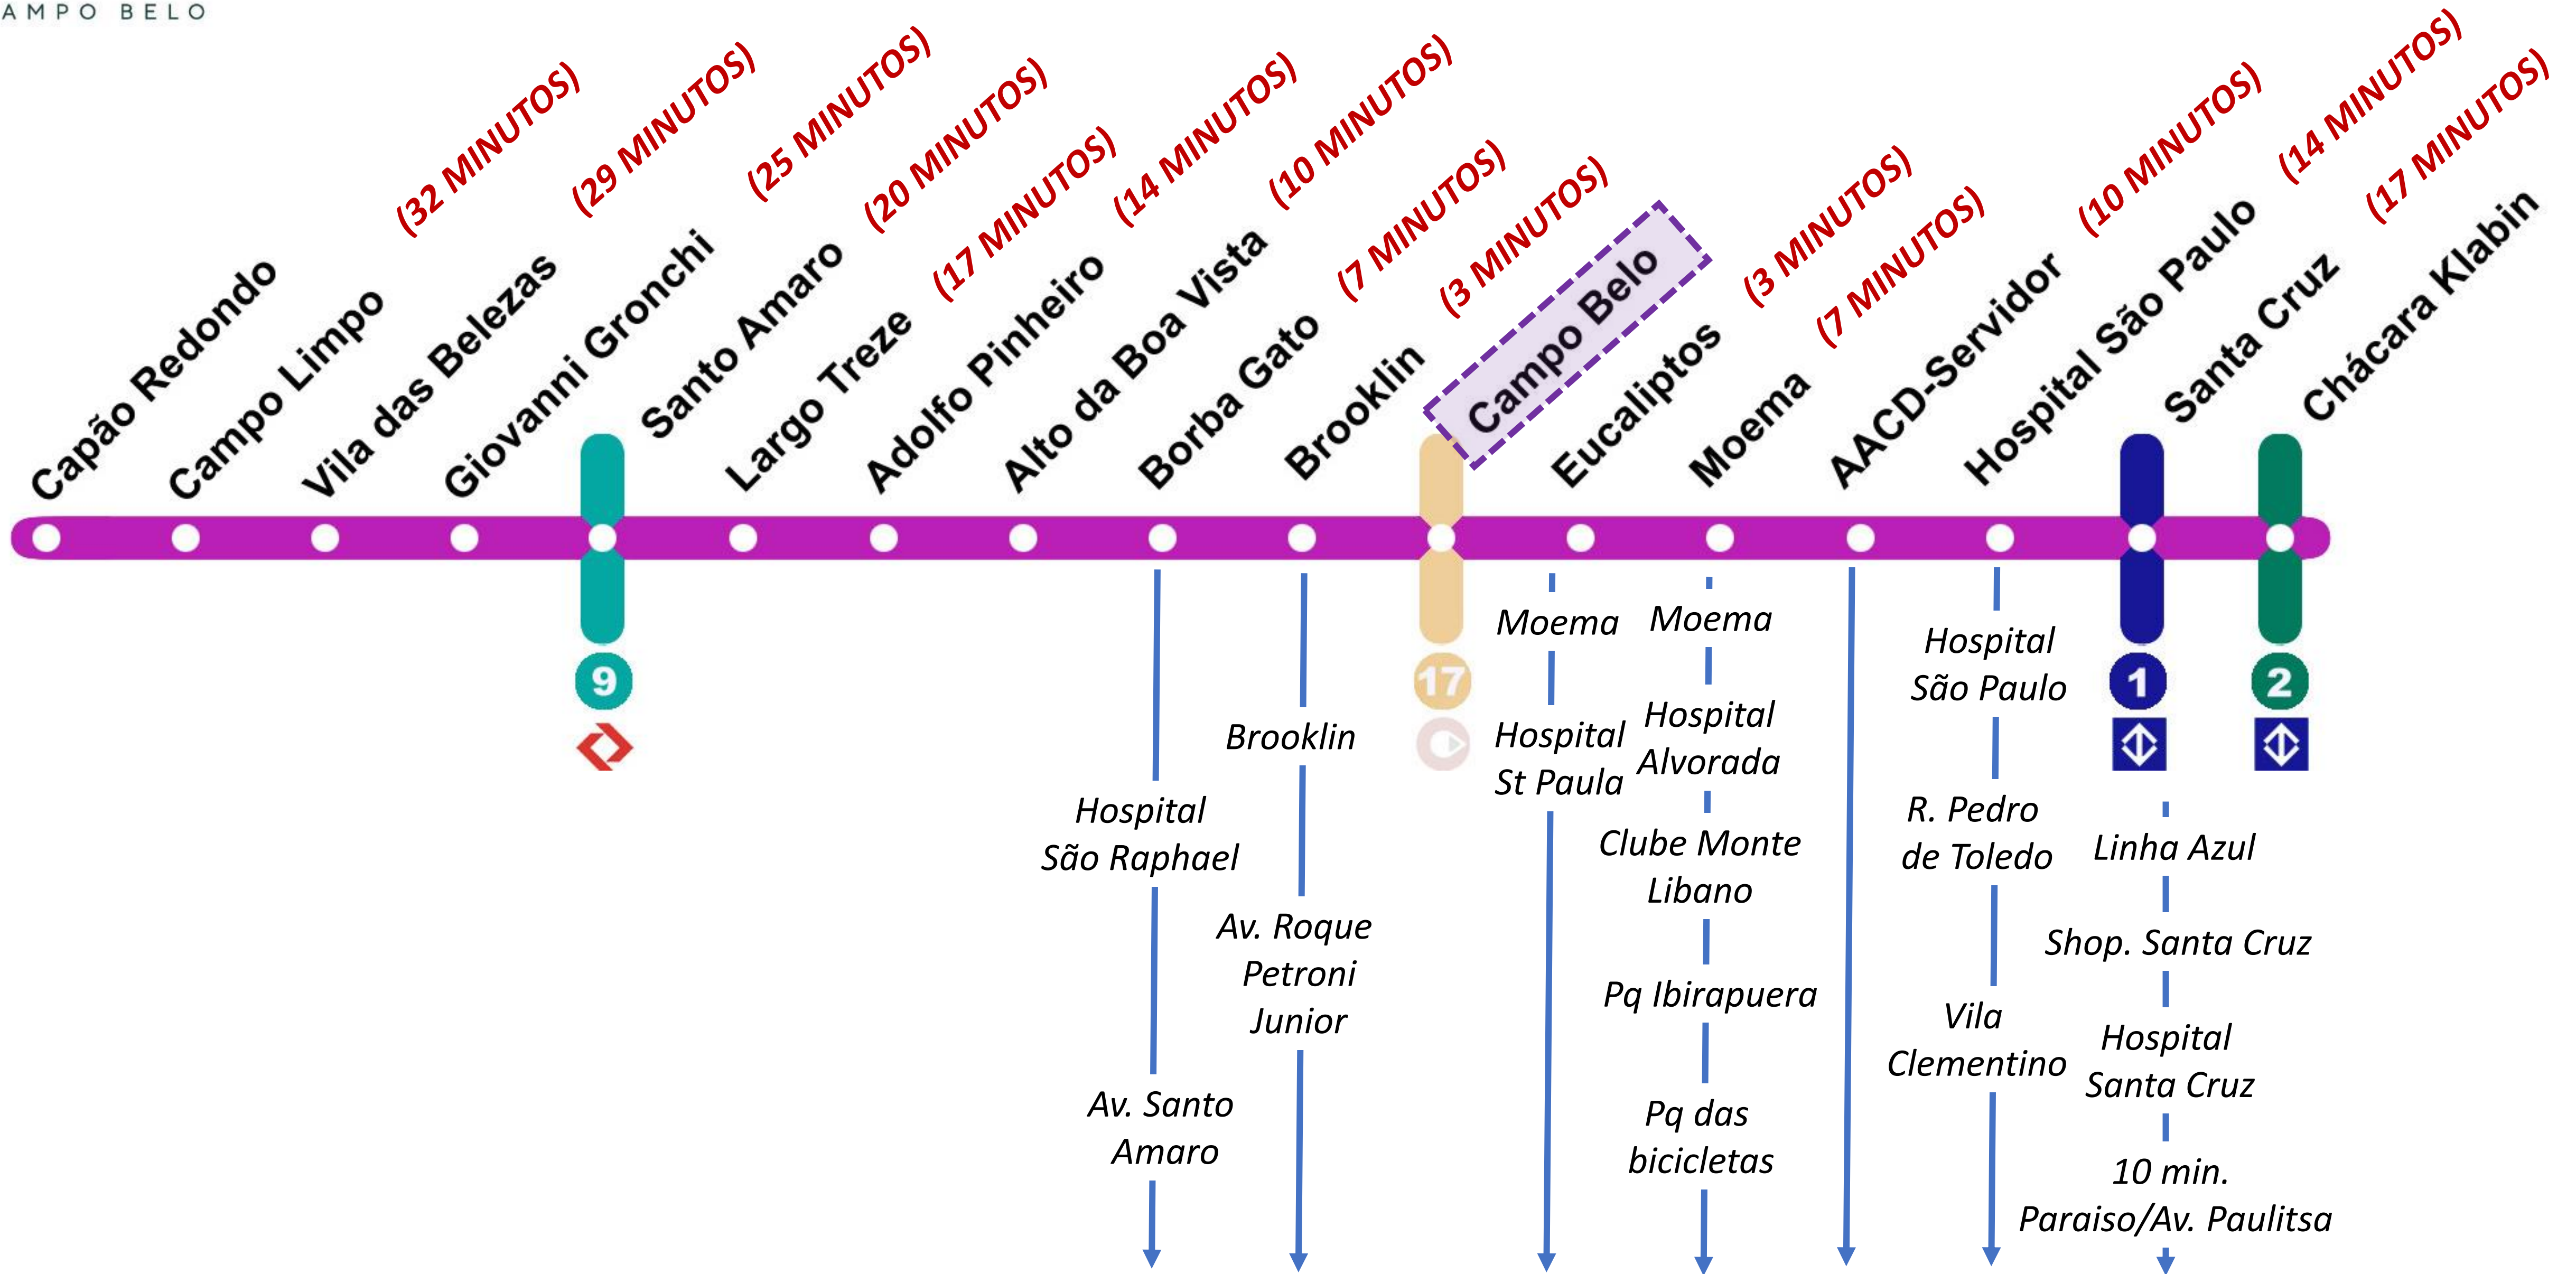 AMPO BELO
(32 MINUTOS)
(29 MINUTOS)
(25 MINUTOS)
(20 MINUTOS)
(17 MINUTOS)
(14 MINUTOS)
(10 MINUTOS)
(7 MINUTOS)
(3 MINUTOS)
(3 MINUTOS)
(7 MINUTOS)
(10 MINUTOS)
(14 MINUTOS)
(17 MINUTOS)
Capão Redondo
Campo Limpo
Vila das Belezas
Giovanni Gronchi
Santo Amaro
Largo Treze
Adolfo Pinheiro
Alto da Boa Vista
Borba Gato
Brooklin
Campo Belo
Eucaliptos
Moema
AACD-Servidor
Hospital São Paulo
Santa Cruz
Chácara Klabin
9
17
1
2
Hospital
São Raphael
Av. Santo
Amaro
Brooklin
Av. Roque
Petroni
Junior
Moema
Hospital
St Paula
Moema
Hospital
Alvorada
Clube Monte
Libano
Pq Ibirapuera
Pq das
bicicletas
Hospital
São Paulo
R. Pedro
de Toledo
Vila
Clementino
Linha Azul
Shop. Santa Cruz
Hospital
Santa Cruz
10 min.
Paraiso/Av. Paulitsa